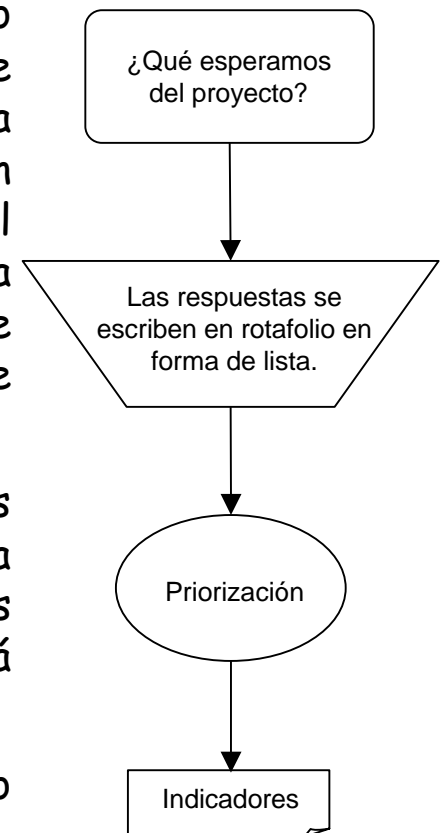 ¿Qué esperamos
del proyecto?
Las respuestas se
escriben en rotafolio en
forma de lista.
Priorización
Indicadores